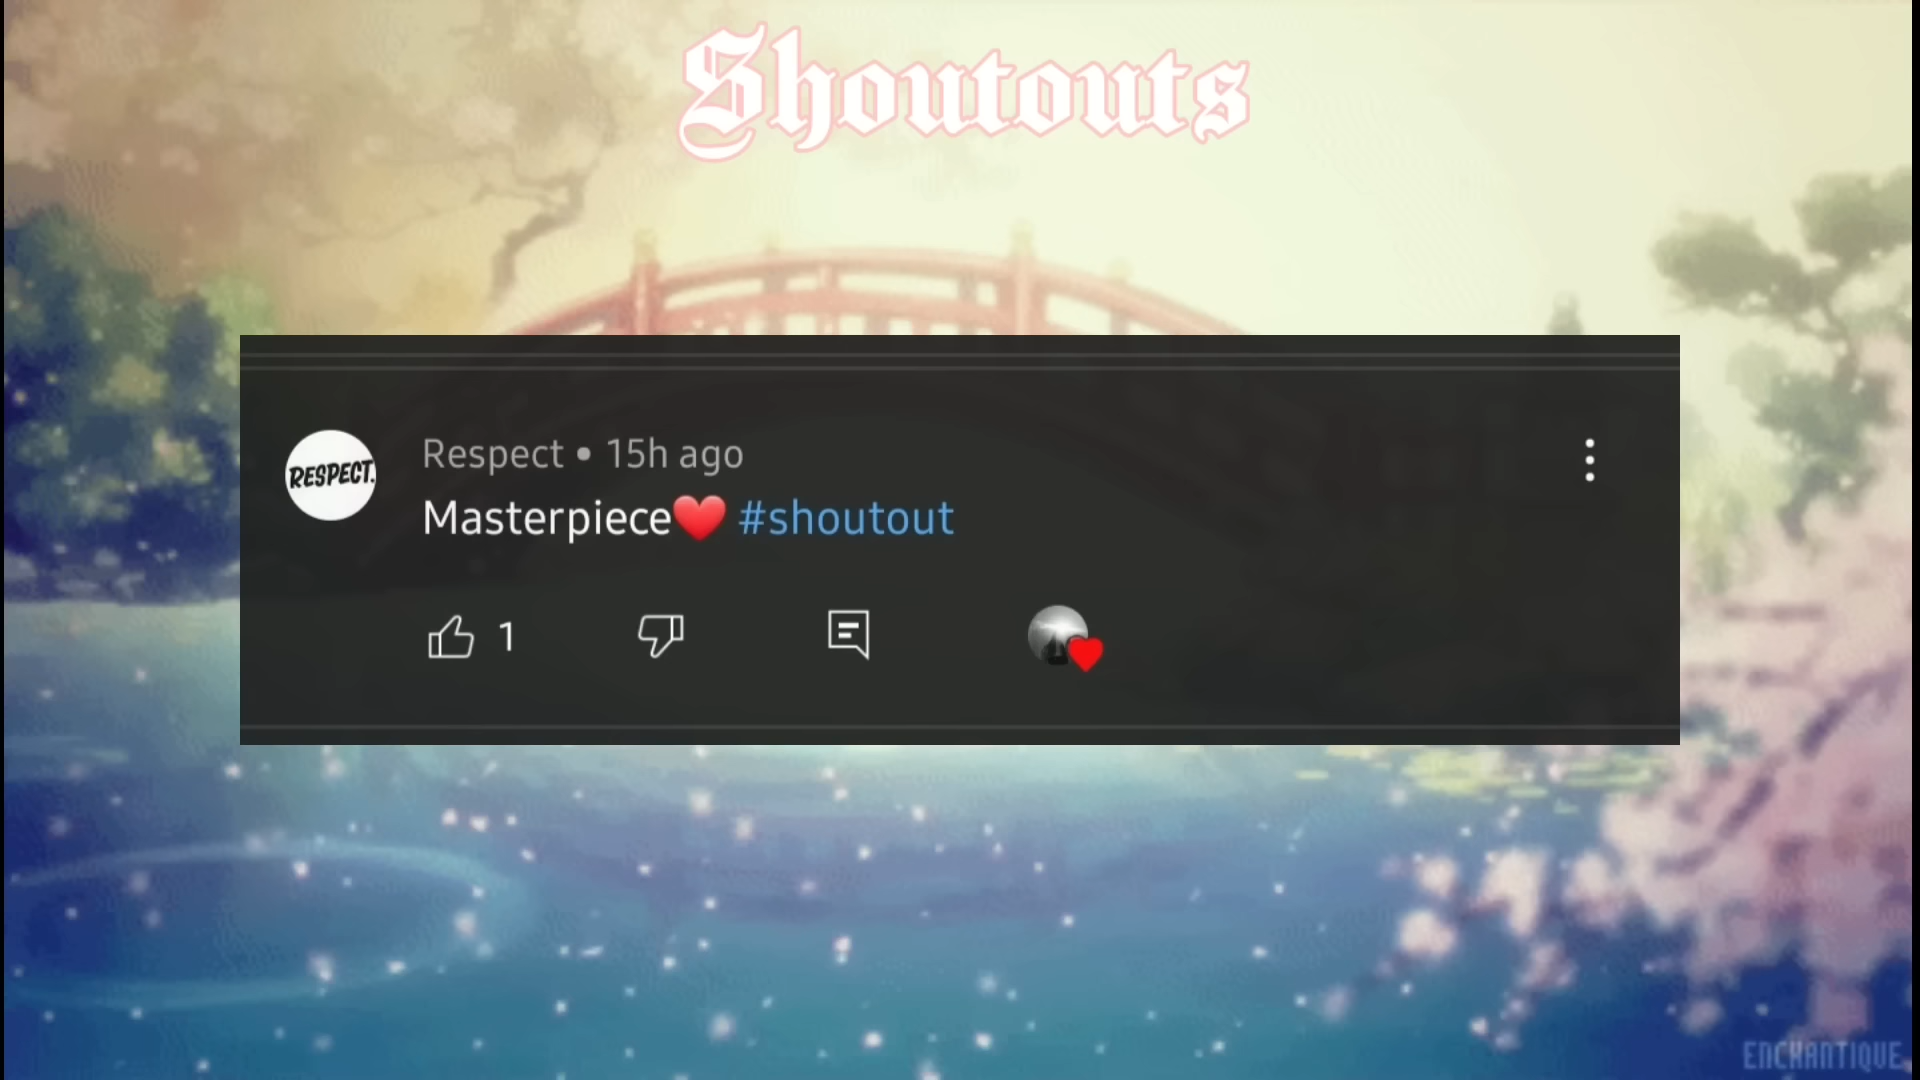 Shoutouts
RESPECT.
Respect • 15h ago
Masterpiece❤️ #shoutout
1
ENCHANTIQUE